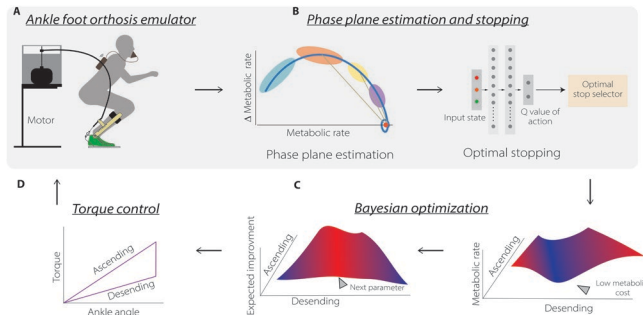 A
Ankle foot orthosis emulator
Motor
B
Phase plane estimation and stopping
Δ Metabolic rate
Metabolic rate
Phase plane estimation
Input state
Q value of
action
Optimal
stop selector
Optimal stopping
D
Torque control
Torque
Ascending
Desending
Ankle angle
C
Bayesian optimization
Expected improvment
Ascending
Next parameter
Desending
Metabolic rate
Ascending
Low metaboli
cost
Desending